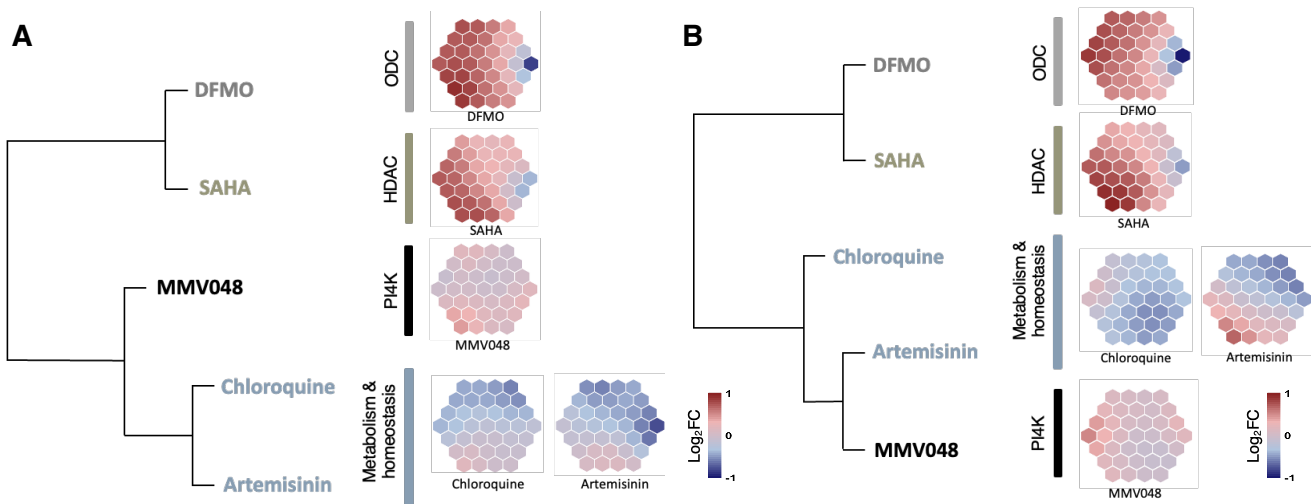 A
DFMO
SAHA
MMV048
Chloroquine
Artemisinin
ODC
DFMO
HDAC
SAHA
PI4K
MMV048
Metabolism &
homeostasis
Chloroquine
Artemisinin
Log2FC
1
0
-1
B
DFMO
SAHA
Chloroquine
Artemisinin
MMV048
ODC
DFMO
HDAC
SAHA
Metabolism &
homeostasis
Chloroquine
Artemisinin
PI4K
MMV048
Log2FC
1
0
-1